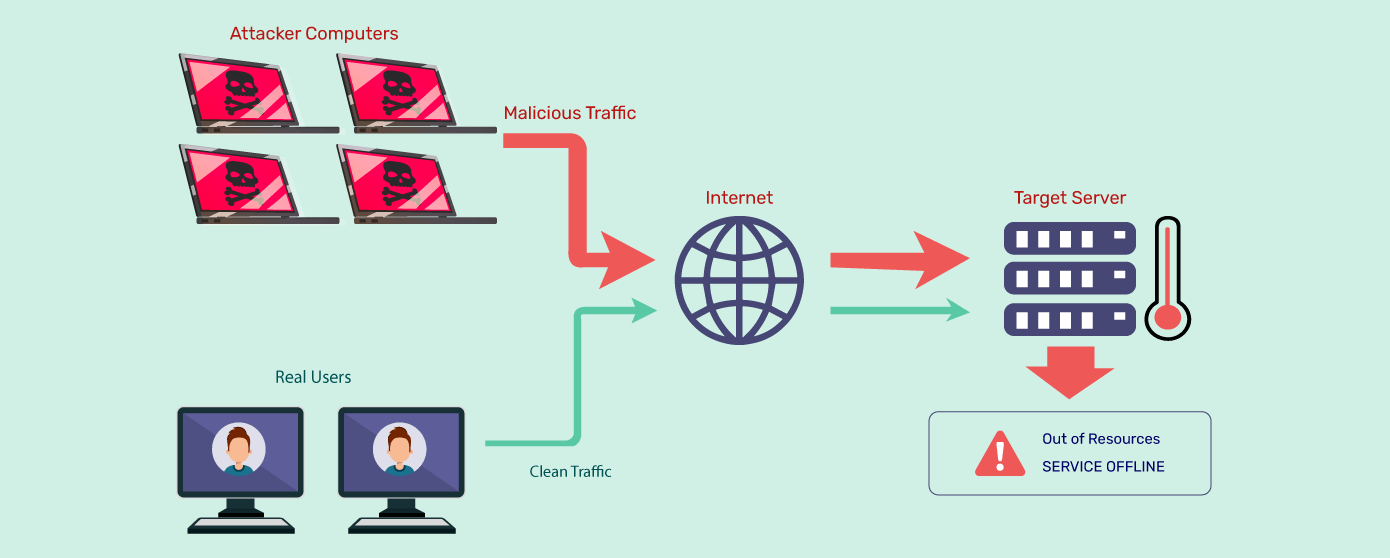 Attacker Computers
Malicious Traffic
Internet
Target Server
Real Users
Clean Traffic
Out of Resources
SERVICE OFFLINE